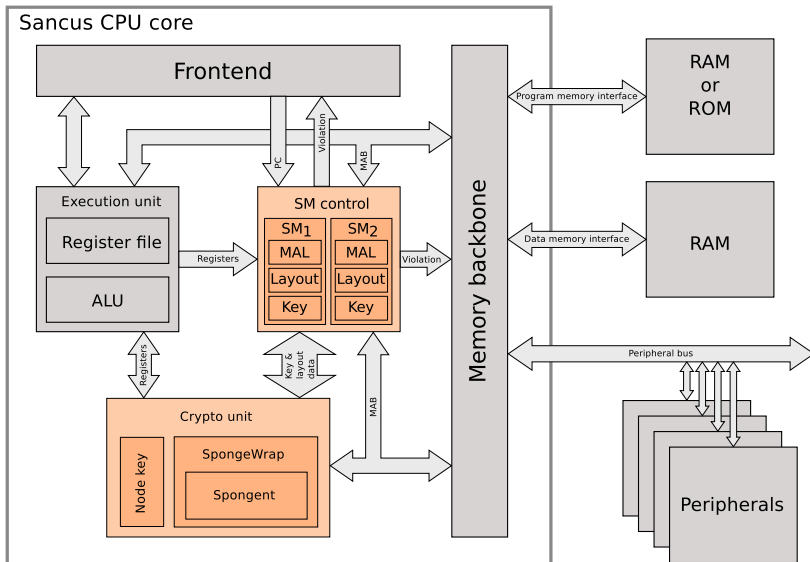 Sancus CPU core
Frontend
RAM
or
ROM
Program memory interface
PC
Violation
MAB
Execution unit
Register file
ALU
Registers
SM control
SM1
MAL
Layout
Key
SM2
MAL
Layout
Key
Violation
Memory backbone
Data memory interface
RAM
Peripheral bus
Registers
Key &
layout
data
MAB
Crypto unit
Node key
SpongeWrap
Spongent
Peripherals